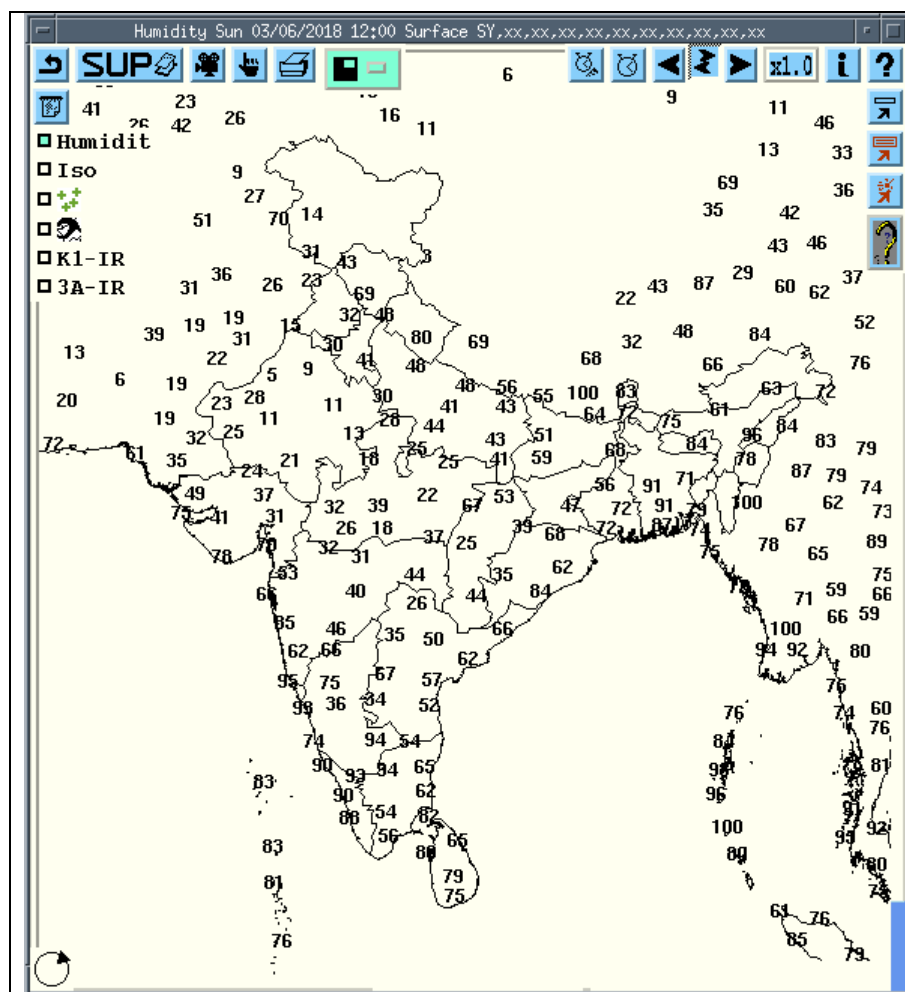 Humidity Sun 03/06/2018 12:00 Surface SY,xx,xx,xx,xx,xx,xx,xx,xx,xx,xx
SUP x1.0 i ?
6 9
41 23 26 42 26 16 11 11 46
Humidit
13 33
Iso
9 27 69 36
51 70 14 35 42
31 43 3 43 46
K1-IR
36 26 23 69 22 43 87 29 60 62 37
3A-IR
31
39 19 19 31 15 32 48 80 69 32 48 84 52
13 22 30 41 48 68 66 76
6 19 5 9 48 56 55 100 83 63 72
20 23 28 11 11 30 41 43 64 72 61
19 32 25 13 28 44 43 51 75 96 84 83
72 61 35 24 21 18 25 25 41 59 68 84 78 79
49 37 32 39 22 67 53 56 91 71 87 79 74
75 41 31 26 18 47 72 91 79 100 62 73
78 70 32 31 37 25 39 68 72 87 74 67 89
53 44 35 62 75 78 65 75
66 40 26 44 84 71 59 66
85 46 35 50 66 100 66 59
62 66 62 94 92 80
95 75 67 57 76
93 36 34 52 76 74 60
74 94 54 84 76
90 93 94 65 98 81
83 90 62 96
88 54 82 100 91 92
83 56 80 65 80 93 80
81 79 75
76 61 76
85 79